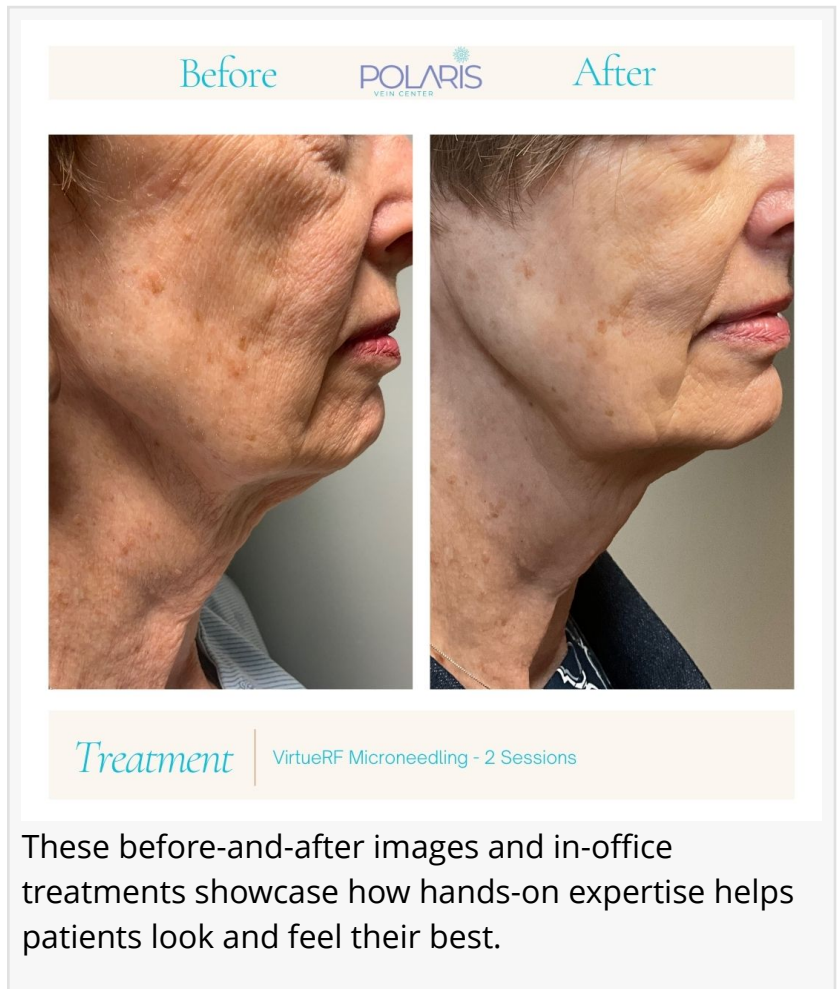 Before
POLARIS
VEIN CENTER
After
Treatment
VirtueRF Microneedling - 2 Sessions
These before-and-after images and in-office
treatments showcase how hands-on expertise helps
patients look and feel their best.